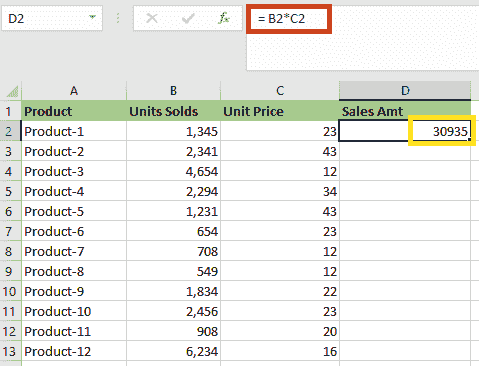 D2 fx = B2*C2
A B C D
1 Product Units Solds Unit Price Sales Amt
2 Product-1 1,345 23 30935
3 Product-2 2,341 43
4 Product-3 4,654 12
5 Product-4 2,294 34
6 Product-5 1,231 43
7 Product-6 654 23
8 Product-7 708 12
9 Product-8 549 12
10 Product-9 1,834 22
11 Product-10 2,456 23
12 Product-11 908 20
13 Product-12 6,234 16